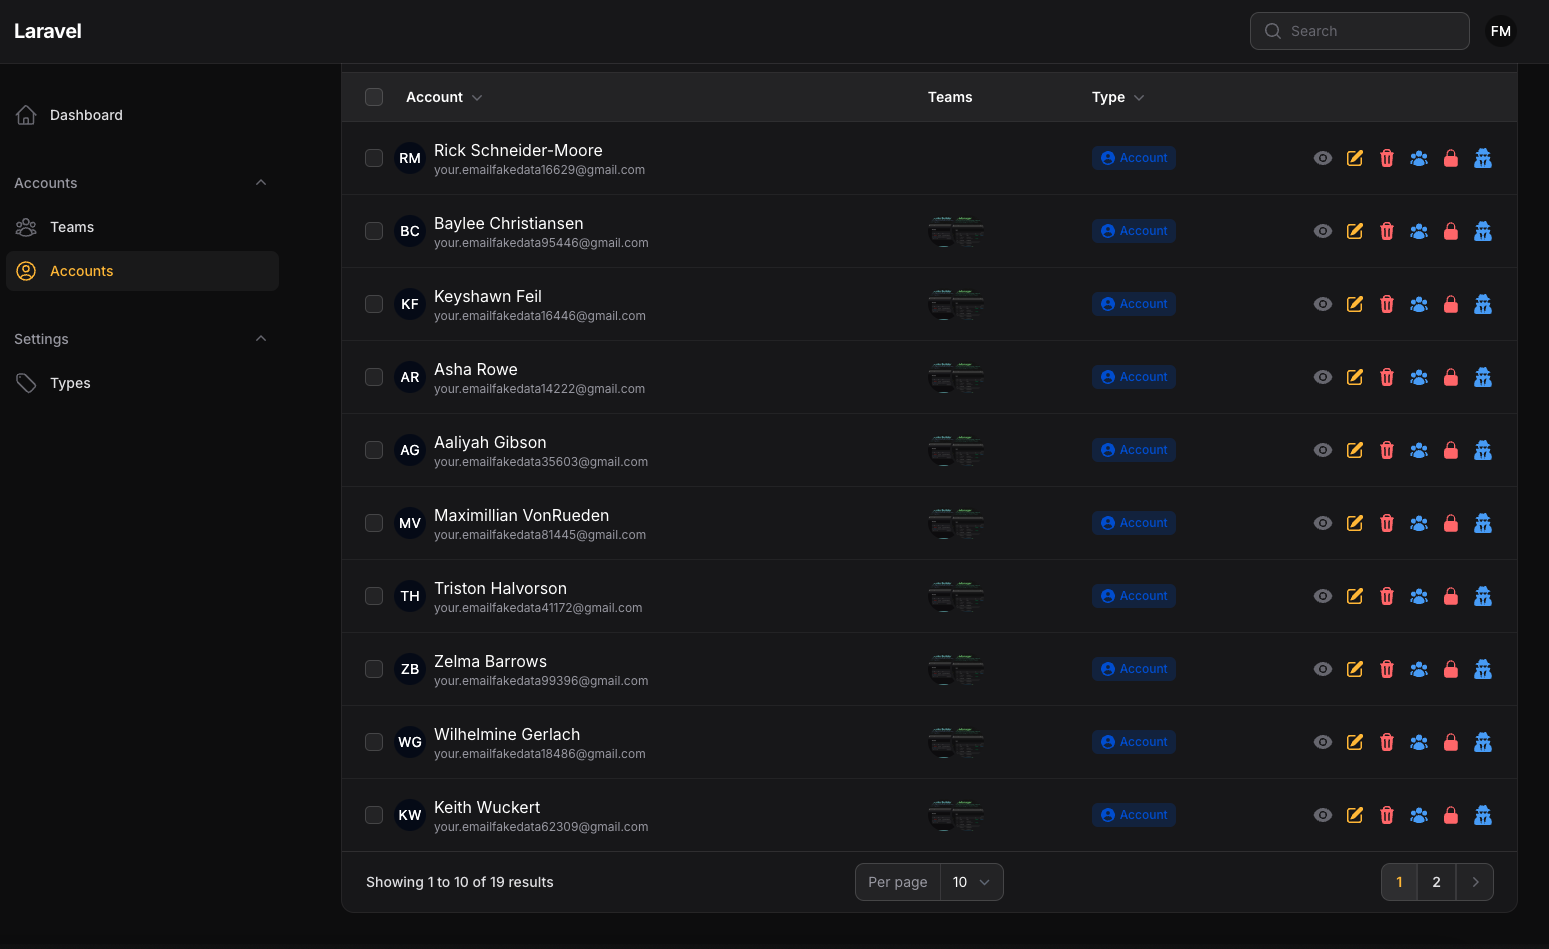 Laravel
Search
FM
Dashboard
Accounts
Teams
Accounts
Settings
Types
Account
Teams
Type
RM
Rick Schneider-Moore
your.emailfakedata16629@gmail.com
Account
BC
Baylee Christiansen
your.emailfakedata95446@gmail.com
Account
KF
Keyshawn Feil
your.emailfakedata16446@gmail.com
Account
AR
Asha Rowe
your.emailfakedata14222@gmail.com
Account
AG
Aaliyah Gibson
your.emailfakedata35603@gmail.com
Account
MV
Maximillian VonRueden
your.emailfakedata81445@gmail.com
Account
TH
Triston Halvorson
your.emailfakedata41172@gmail.com
Account
ZB
Zelma Barrows
your.emailfakedata99396@gmail.com
Account
WG
Wilhelmine Gerlach
your.emailfakedata18486@gmail.com
Account
KW
Keith Wuckert
your.emailfakedata62309@gmail.com
Account
Showing 1 to 10 of 19 results
Per page
10
1
2